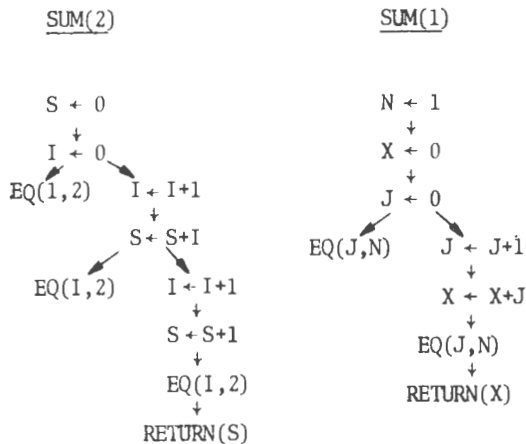 SUM(2)
SUM(1)
S ← 0
I ← 0
EQ(1,2)
I ← I+1
S ← S+I
EQ(I,2)
I ← I+1
S ← S+1
EQ(I,2)
RETURN(S)
N ← 1
X ← 0
J ← 0
EQ(J,N)
J ← J+1
X ← X+J
EQ(J,N)
RETURN(X)